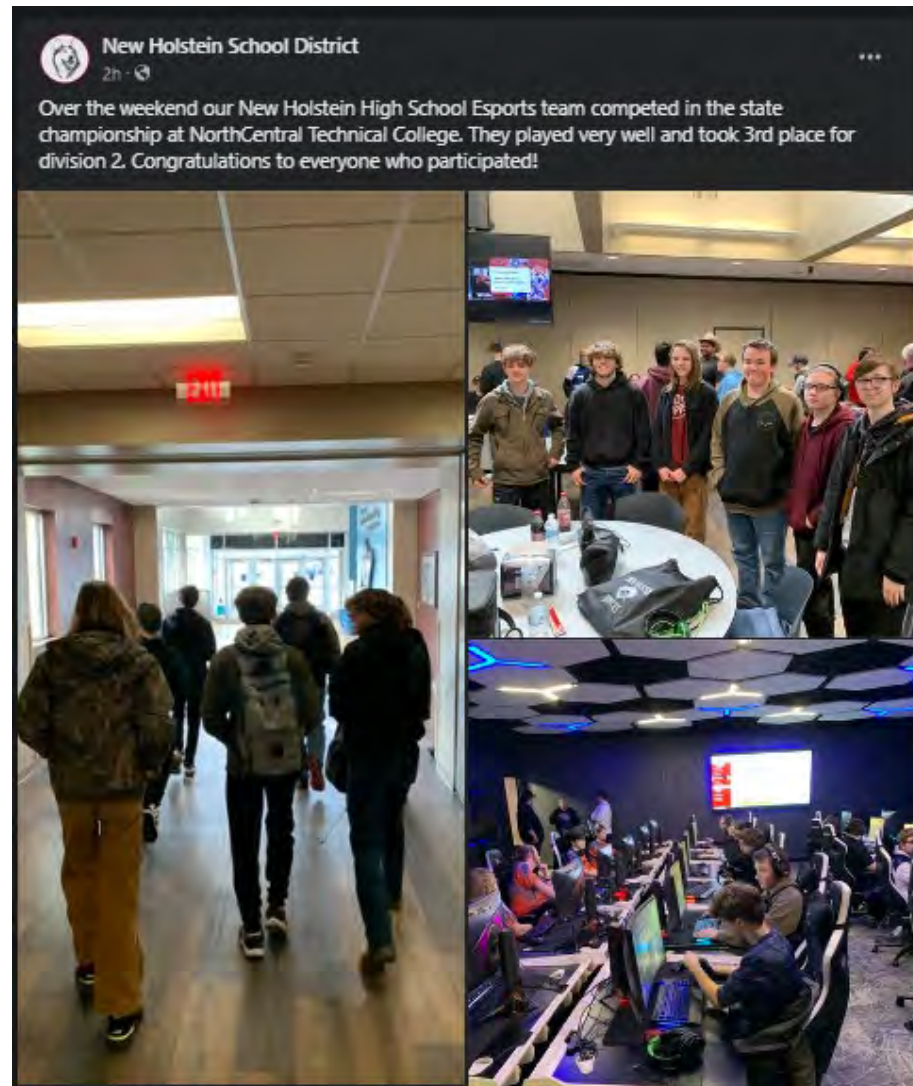 New Holstein School District
2h ·
Over the weekend our New Holstein High School Esports team competed in the state
championship at NorthCentral Technical College. They played very well and took 3rd place for
division 2. Congratulations to everyone who participated!